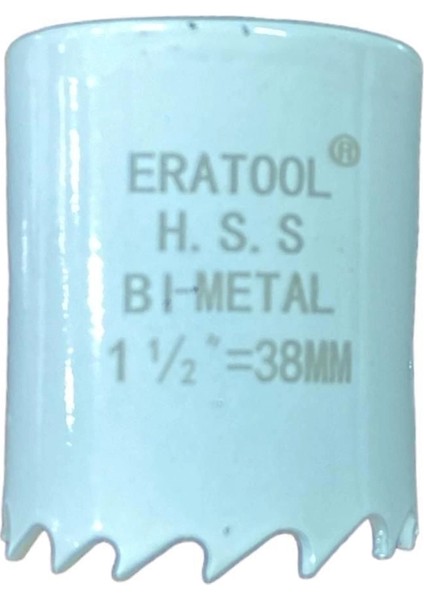 ERATOOL®
H.S.S
BI-METAL
1 ½"=38MM